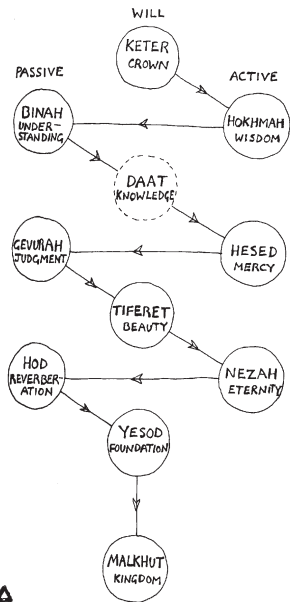 WILL
KETER
CROWN
PASSIVE
ACTIVE
BINAH
UNDER-
STANDING
HOKHMAH
WISDOM
DAAT
KNOWLEDGE
GEVURAH
JUDGMENT
HESED
MERCY
TIFERET
BEAUTY
HOD
REVERBER-
ATION
NEZAH
ETERNITY
YESOD
FOUNDATION
MALKHUT
KINGDOM